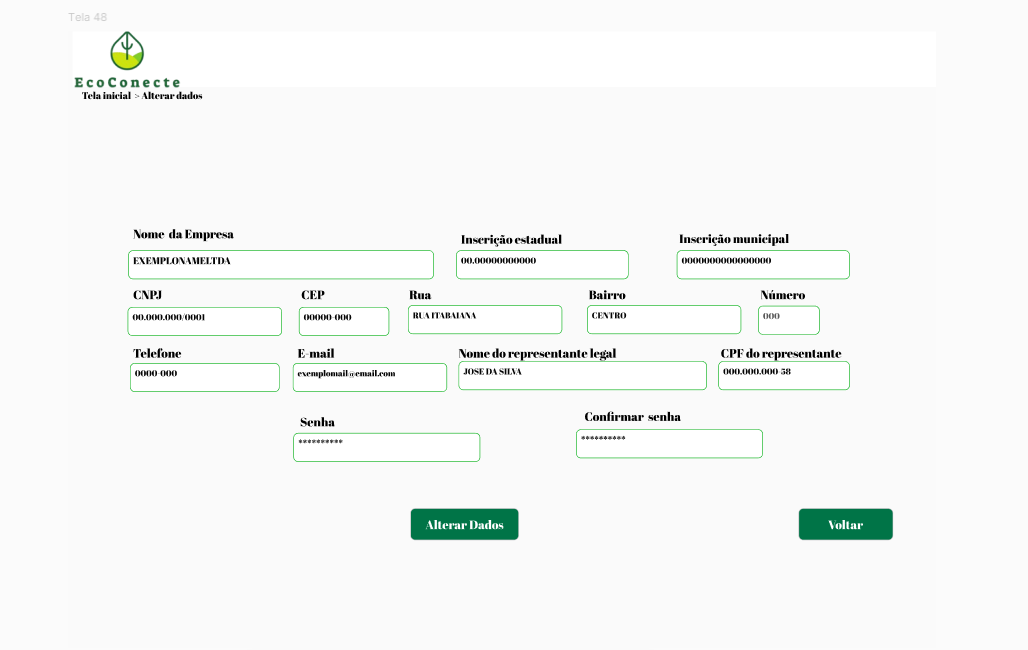 Tela 48
EcoConecte
Tela inicial > Alterar dados
Nome da Empresa
Inscrição estadual
Inscrição municipal
EXEMPLONAMELTDA
00.00000000000
0000000000000000
CNPJ
CEP
Rua
Bairro
Número
00.000.000/0001
00000-000
RUA ITABAIANA
CENTRO
000
Telefone
E-mail
Nome do representante legal
CPF do representante
0000-000
exemplomail@email.com
JOSE DA SILVA
000.000.000-58
Senha
Confirmar senha
**********
**********
Alterar Dados
Voltar